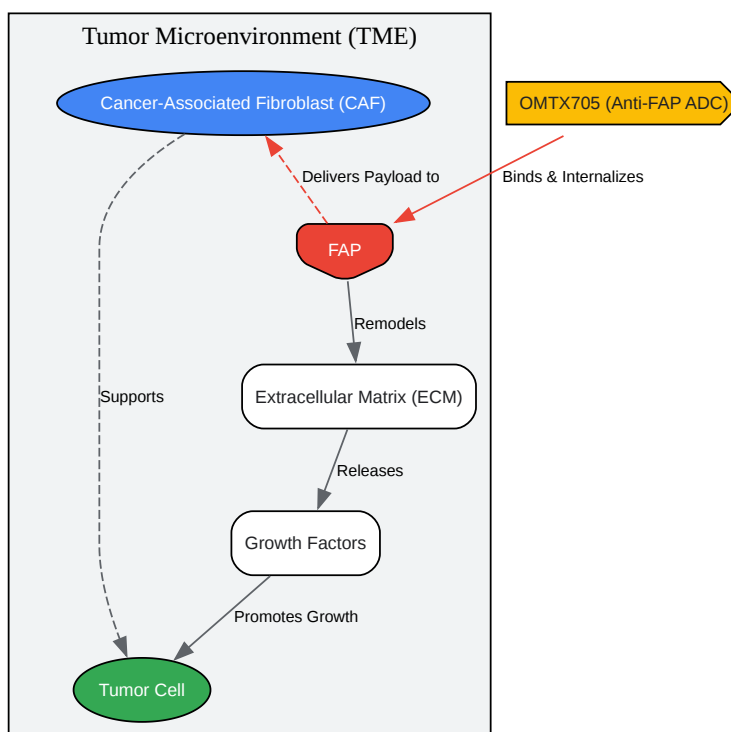 Tumor Microenvironment (TME)
Cancer-Associated Fibroblast (CAF)
OMTX705 (Anti-FAP ADC)
Delivers Payload to
Binds & Internalizes
FAP
Remodels
Extracellular Matrix (ECM)
Supports
Releases
Growth Factors
Promotes Growth
Tumor Cell